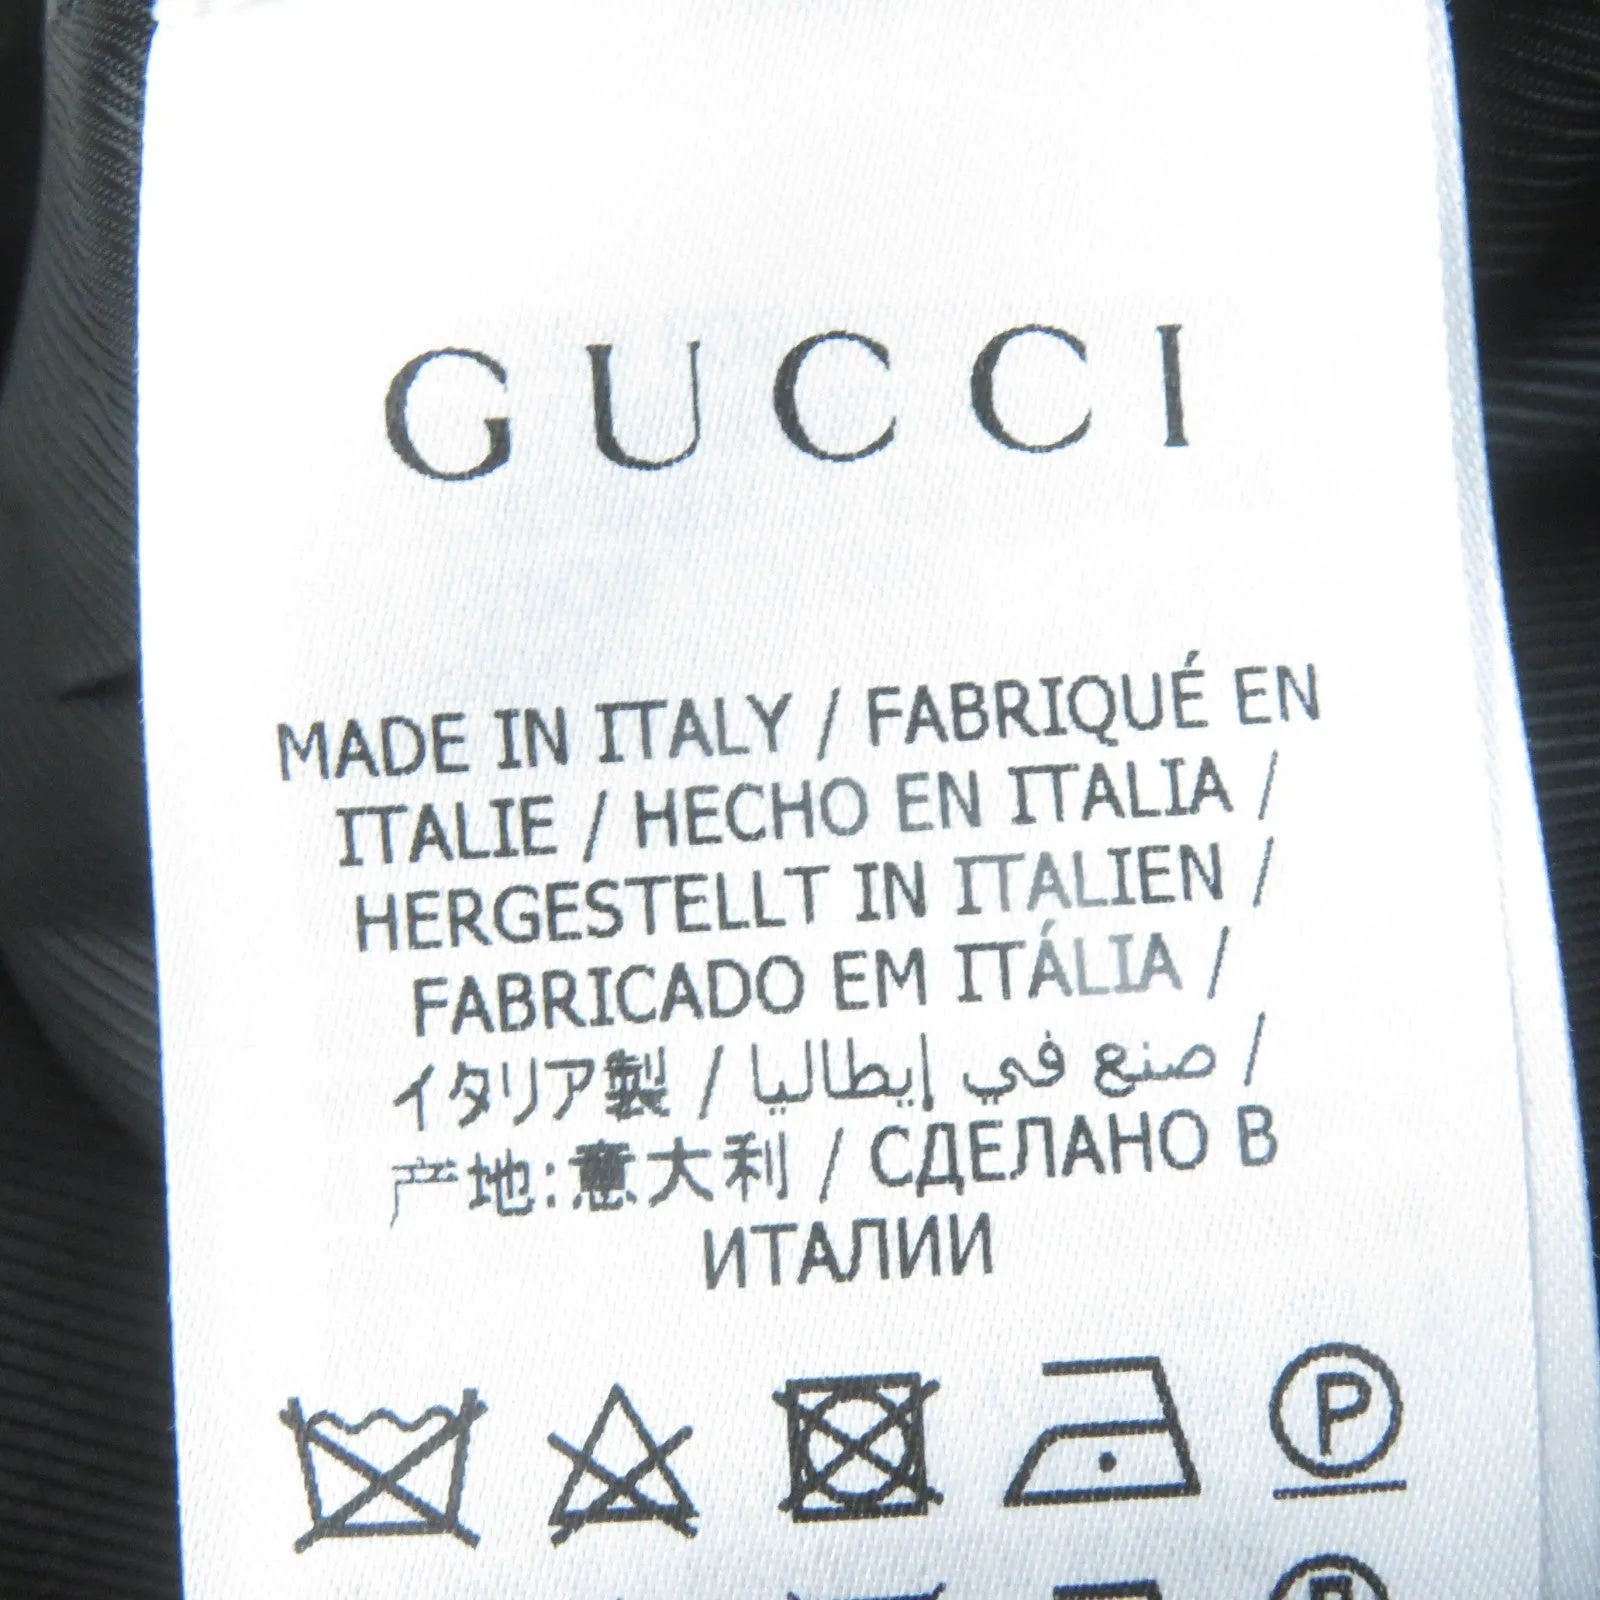 GUCCI
MADE IN ITALY / FABRIQUÉ EN
ITALIE / HECHO EN ITALIA /
HERGESTELLT IN ITALIEN /
FABRICADO EM ITÁLIA /
イタリア製 / صنع في إيطاليا /
产地:意大利 / СДЕЛАНО В
ИТАЛИИ
P